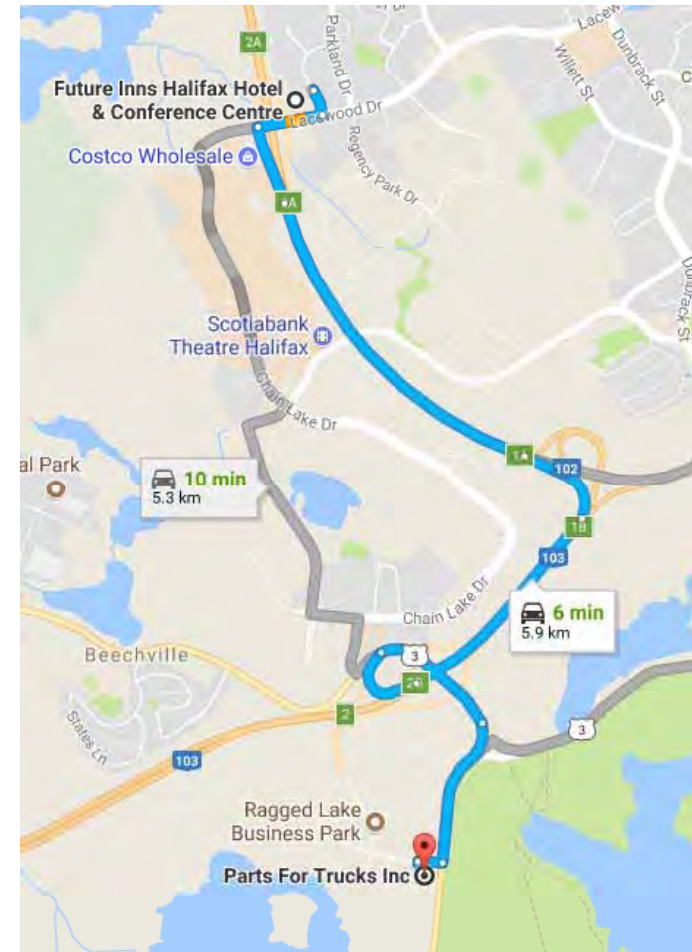 2A
Parkland Dr
Willett St
Dunbrack St
Future Inns Halifax Hotel
& Conference Centre
Lacewood Dr
Costco Wholesale
Regency Park Dr
Dunbrack St
Scotiabank
Theatre Halifax
Chain Lake Dr
al Park
10 min
5.3 km
1A
102
1B
103
Chain Lake Dr
6 min
5.9 km
3
Beechville
2
3
States Ln
103
Ragged Lake
Business Park
Parts For Trucks Inc